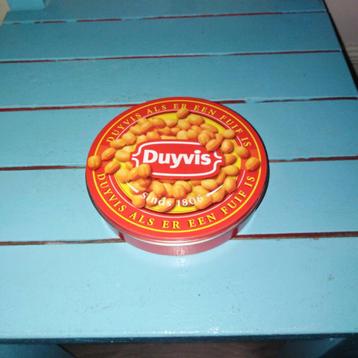 DUYVIS ALS ER EEN FUIF IS
Duyvis
Sinds 1806
DUYVIS ALS ER EEN FUIF IS